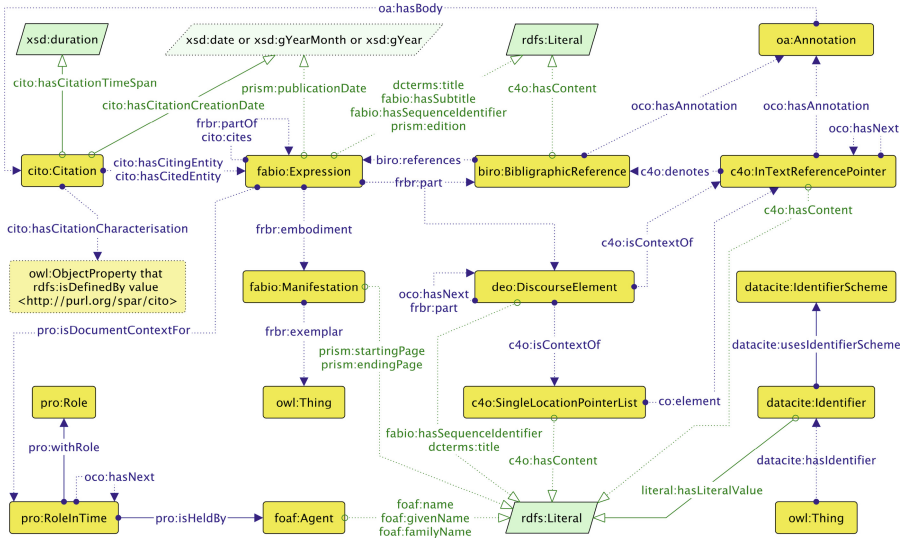 oa:hasBody
xsd:duration
xsd:date or xsd:gYearMonth or xsd:gYear
rdfs:Literal
oa:Annotation
cito:hasCitationTimeSpan
prism:publicationDate
dcterms:title
fabio:hasSubtitle
fabio:hasSequenceIdentifier
prism:edition
c4o:hasContent
cito:hasCitationCreationDate
oco:hasAnnotation
oco:hasAnnotation
frbr:partOf
cito:cites
oco:hasNext
cito:Citation
cito:hasCitingEntity
cito:hasCitedEntity
fabio:Expression
biro:references
frbr:part
biro:BibligraphicReference
c4o:denotes
c4o:InTextReferencePointer
c4o:hasContent
cito:hasCitationCharacterisation
frbr:embodiment
c4o:isContextOf
owl:ObjectProperty that
rdfs:isDefinedBy value
<http://purl.org/spar/cito>
fabio:Manifestation
oco:hasNext
frbr:part
deo:DiscourseElement
datacite:IdentifierScheme
pro:isDocumentContextFor
frbr:exemplar
prism:startingPage
prism:endingPage
c4o:isContextOf
datacite:usesIdentifierScheme
pro:Role
owl:Thing
c4o:SingleLocationPointerList
co:element
datacite:Identifier
pro:withRole
fabio:hasSequenceIdentifier
dcterms:title
c4o:hasContent
datacite:hasIdentifier
oco:hasNext
literal:hasLiteralValue
pro:RoleInTime
pro:isHeldBy
foaf:Agent
foaf:name
foaf:givenName
foaf:familyName
rdfs:Literal
owl:Thing